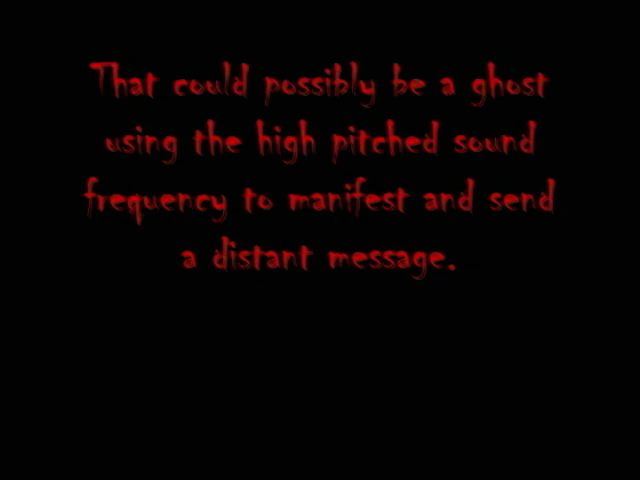 That could possibly be a ghost
using the high pitched sound
frequency to manifest and send
a distant message.